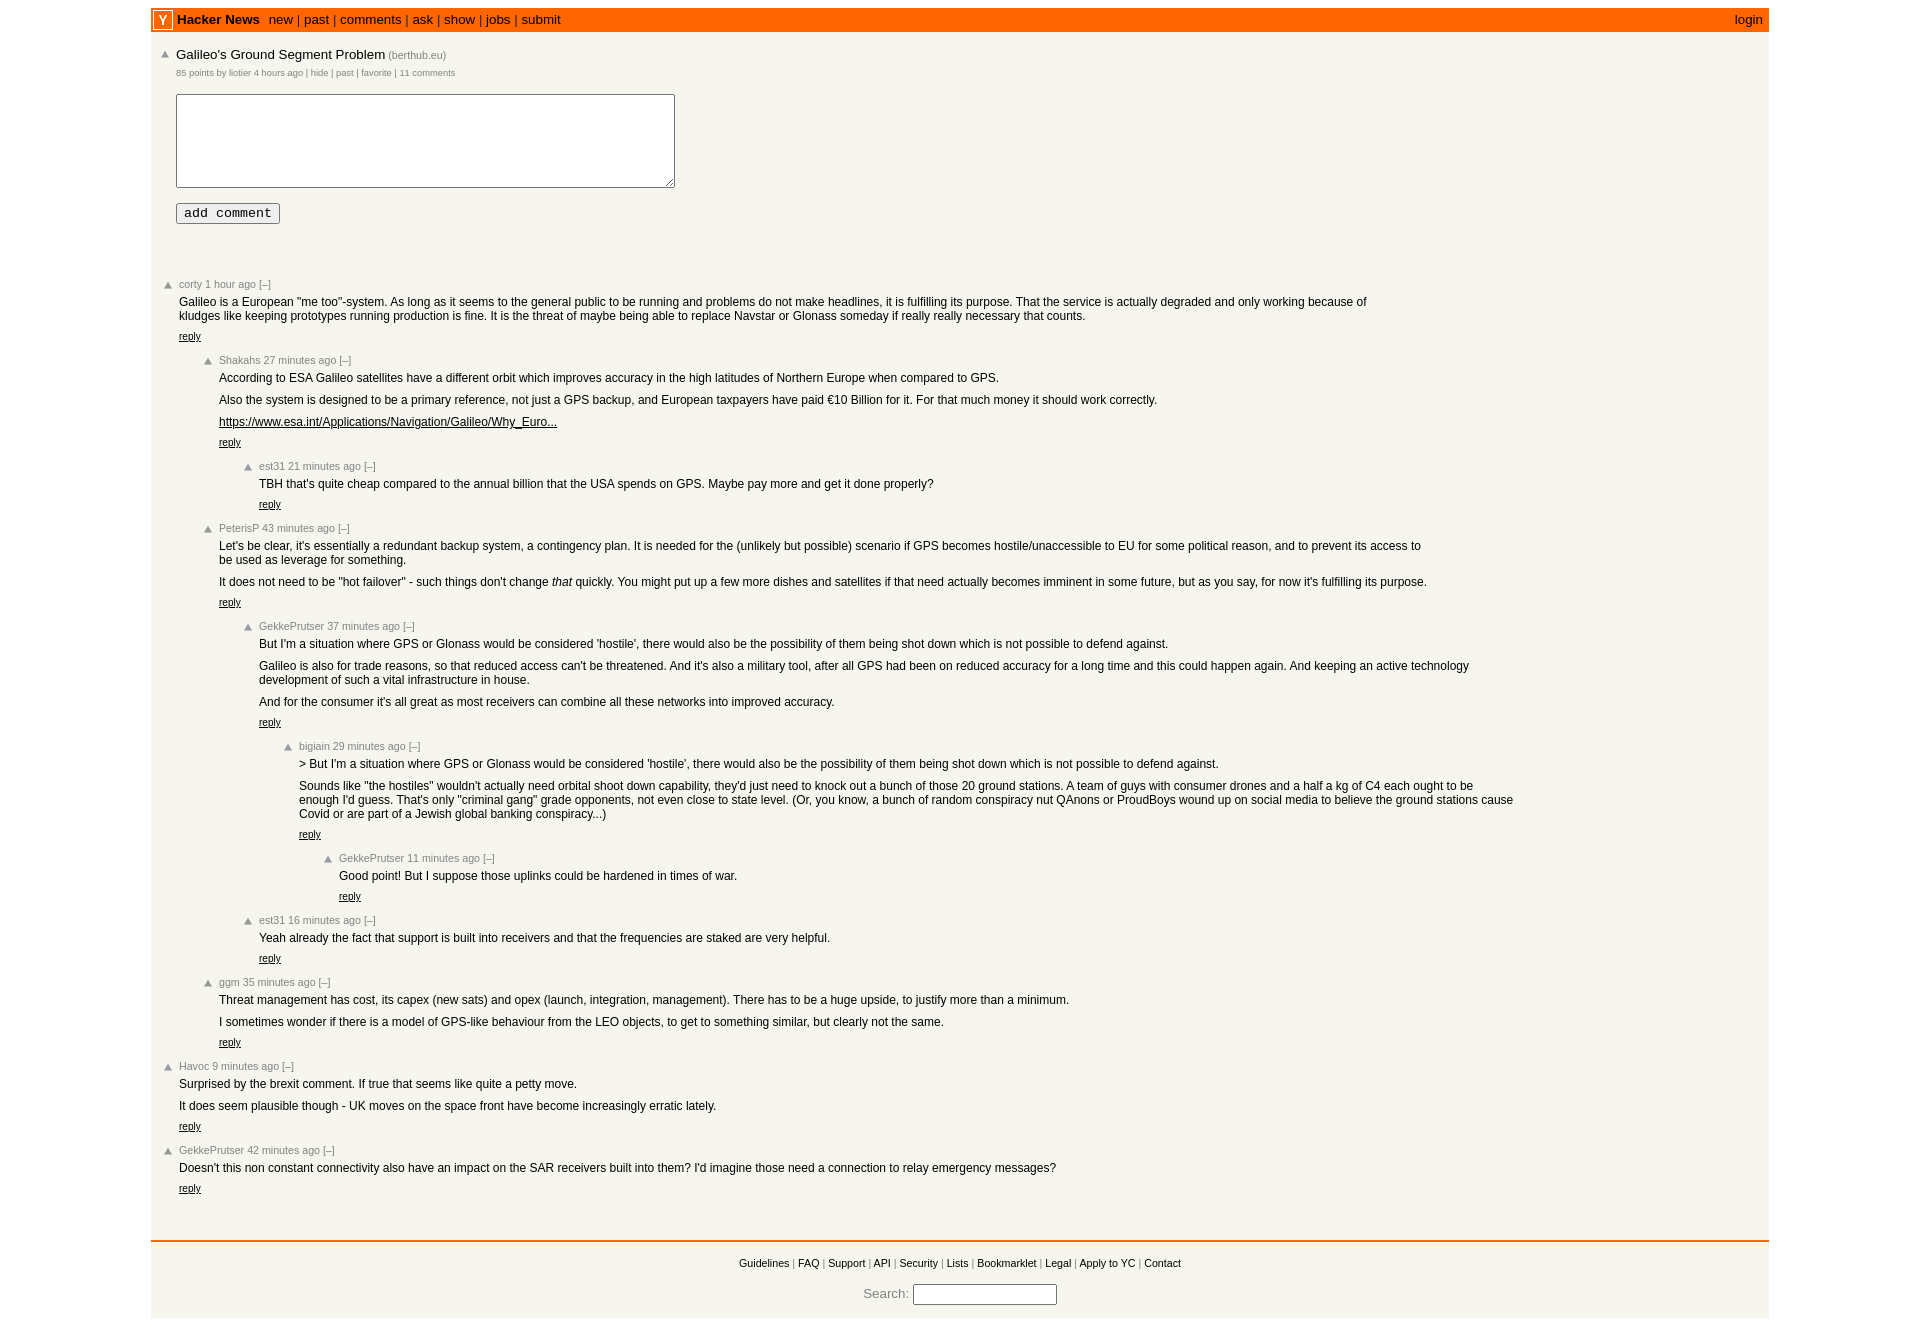 Y Hacker News new | past | comments | ask | show | jobs | submit login
Galileo's Ground Segment Problem (berthub.eu)
85 points by liotier 4 hours ago | hide | past | favorite | 11 comments
add comment
corty 1 hour ago [–]
Galileo is a European "me too"-system. As long as it seems to the general public to be running and problems do not make headlines, it is fulfilling its purpose. That the service is actually degraded and only working because of
kludges like keeping prototypes running production is fine. It is the threat of maybe being able to replace Navstar or Glonass someday if really really necessary that counts.
reply
Shakahs 27 minutes ago [–]
According to ESA Galileo satellites have a different orbit which improves accuracy in the high latitudes of Northern Europe when compared to GPS.
Also the system is designed to be a primary reference, not just a GPS backup, and European taxpayers have paid €10 Billion for it. For that much money it should work correctly.
https://www.esa.int/Applications/Navigation/Galileo/Why_Euro...
reply
est31 21 minutes ago [–]
TBH that's quite cheap compared to the annual billion that the USA spends on GPS. Maybe pay more and get it done properly?
reply
PeterisP 43 minutes ago [–]
Let's be clear, it's essentially a redundant backup system, a contingency plan. It is needed for the (unlikely but possible) scenario if GPS becomes hostile/unaccessible to EU for some political reason, and to prevent its access to
be used as leverage for something.
It does not need to be "hot failover" - such things don't change that quickly. You might put up a few more dishes and satellites if that need actually becomes imminent in some future, but as you say, for now it's fulfilling its purpose.
reply
GekkePrutser 37 minutes ago [–]
But I'm a situation where GPS or Glonass would be considered 'hostile', there would also be the possibility of them being shot down which is not possible to defend against.
Galileo is also for trade reasons, so that reduced access can't be threatened. And it's also a military tool, after all GPS had been on reduced accuracy for a long time and this could happen again. And keeping an active technology
development of such a vital infrastructure in house.
And for the consumer it's all great as most receivers can combine all these networks into improved accuracy.
reply
bigiain 29 minutes ago [–]
> But I'm a situation where GPS or Glonass would be considered 'hostile', there would also be the possibility of them being shot down which is not possible to defend against.
Sounds like "the hostiles" wouldn't actually need orbital shoot down capability, they'd just need to knock out a bunch of those 20 ground stations. A team of guys with consumer drones and a half a kg of C4 each ought to be
enough I'd guess. That's only "criminal gang" grade opponents, not even close to state level. (Or, you know, a bunch of random conspiracy nut QAnons or ProudBoys wound up on social media to believe the ground stations cause
Covid or are part of a Jewish global banking conspiracy...)
reply
GekkePrutser 11 minutes ago [–]
Good point! But I suppose those uplinks could be hardened in times of war.
reply
est31 16 minutes ago [–]
Yeah already the fact that support is built into receivers and that the frequencies are staked are very helpful.
reply
ggm 35 minutes ago [–]
Threat management has cost, its capex (new sats) and opex (launch, integration, management). There has to be a huge upside, to justify more than a minimum.
I sometimes wonder if there is a model of GPS-like behaviour from the LEO objects, to get to something similar, but clearly not the same.
reply
Havoc 9 minutes ago [–]
Surprised by the brexit comment. If true that seems like quite a petty move.
It does seem plausible though - UK moves on the space front have become increasingly erratic lately.
reply
GekkePrutser 42 minutes ago [–]
Doesn't this non constant connectivity also have an impact on the SAR receivers built into them? I'd imagine those need a connection to relay emergency messages?
reply
Guidelines | FAQ | Support | API | Security | Lists | Bookmarklet | Legal | Apply to YC | Contact
Search: